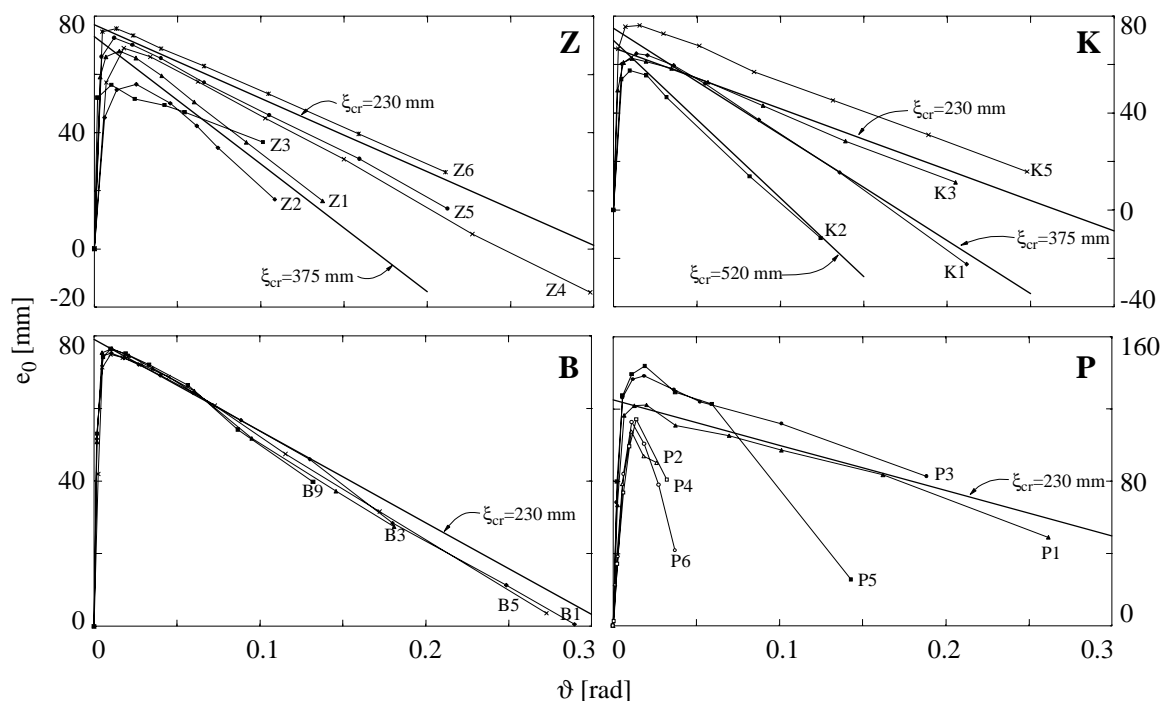 80
40
0
-20
Z
ξcr=230 mm
Z3
Z6
Z2
Z1
Z5
ξcr=375 mm
Z4
80
40
0
-40
K
ξcr=230 mm
K5
K3
K2
ξcr=375 mm
ξcr=520 mm
K1
e0 [mm]
80
40
0
B
B9
ξcr=230 mm
B3
B5
B1
0
0.1
0.2
0.3
160
80
0
P
P2
P4
P3
ξcr=230 mm
P6
P5
P1
0
0.1
0.2
0.3
ϑ [rad]